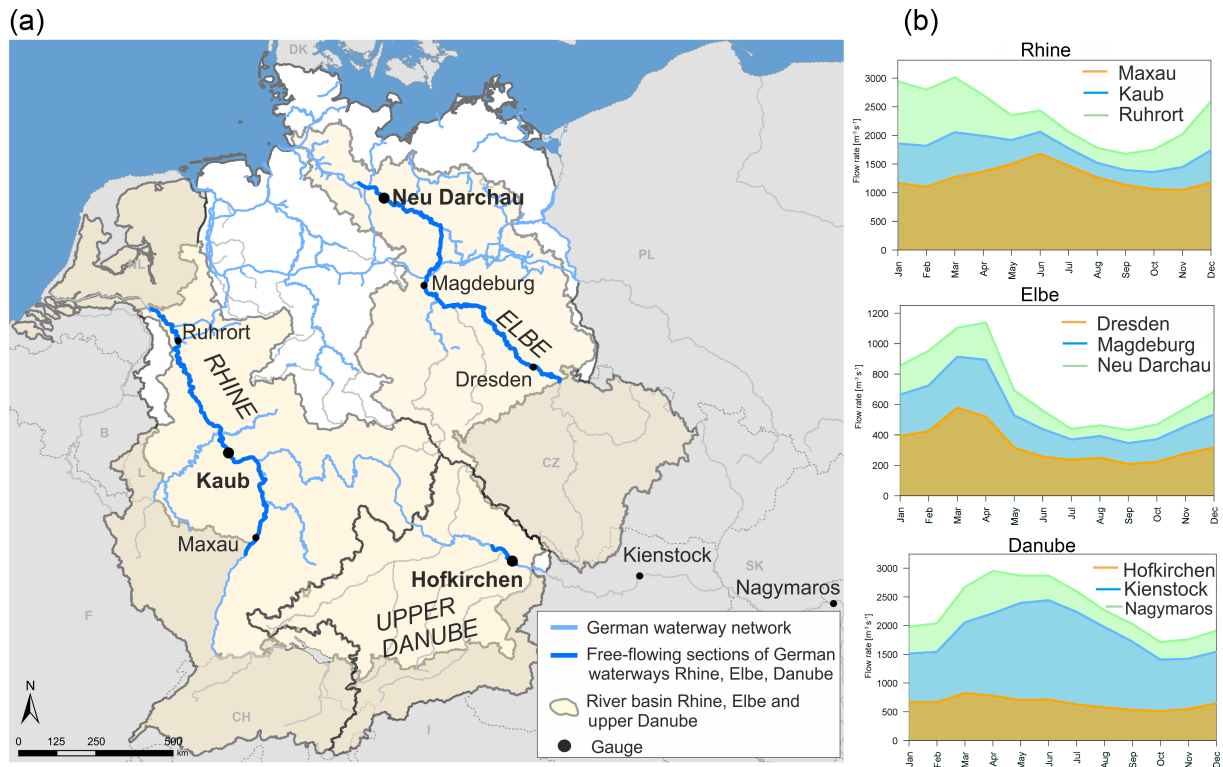 (a)
DK
Neu Darchau
PL
NL
Magdeburg
Ruhrort
ELBE
RHINE
Dresden
B
L
CZ
Kaub
Maxau
Kienstock
SK
Hofkirchen
Nagymaros
F
UPPER
DANUBE
German waterway network
Free-flowing sections of German
waterways Rhine, Elbe, Danube
River basin Rhine, Elbe and
upper Danube
Gauge
N
CH
I
0 125 250 500
km
(b)
Rhine
Maxau
Kaub
Ruhrort
Flow rate [m⁻³ s⁻¹]
3000
2500
2000
1500
1000
500
0
Jan Feb Mar Apr May Jun Jul Aug Sep Oct Nov Dec
Elbe
Dresden
Magdeburg
Neu Darchau
Flow rate [m⁻³ s⁻¹]
1200
1000
800
600
400
200
0
Jan Feb Mar Apr May Jun Jul Aug Sep Oct Nov Dec
Danube
Hofkirchen
Kienstock
Nagymaros
Flow rate [m⁻³ s⁻¹]
3000
2500
2000
1500
1000
500
0
Jan Feb Mar Apr May Jun Jul Aug Sep Oct Nov Dec